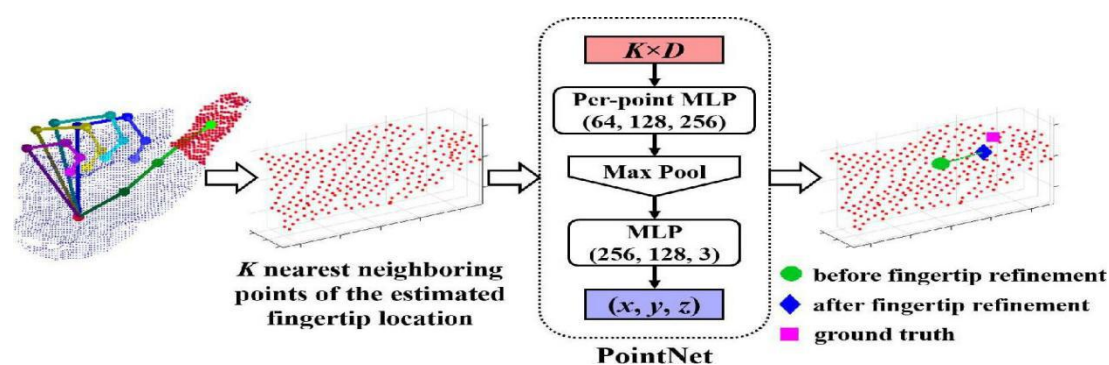 K nearest neighboring
points of the estimated
fingertip location
K×D
Per-point MLP
(64, 128, 256)
Max Pool
MLP
(256, 128, 3)
(x, y, z)
PointNet
before fingertip refinement
after fingertip refinement
ground truth